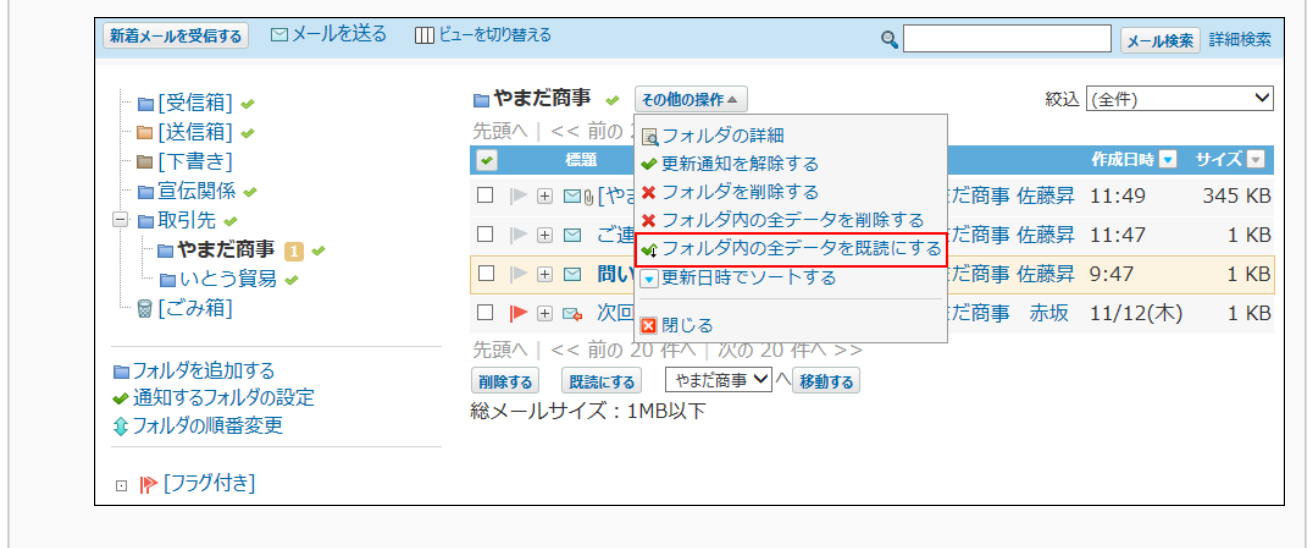 新着メールを受信する メールを送る ビューを切り替える メール検索 詳細検索
[受信箱]
[送信箱]
[下書き]
宣伝関係
取引先
やまだ商事 1
いとう貿易
[ごみ箱]
フォルダを追加する
通知するフォルダの設定
フォルダの順番変更
[フラグ付き]
やまだ商事 その他の操作 絞込 (全件)
先頭へ | << 前の
フォルダの詳細
更新通知を解除する
フォルダを削除する
フォルダ内の全データを削除する
フォルダ内の全データを既読にする
更新日時でソートする
閉じる
標題 作成日時 サイズ
[やま だ商事 佐藤昇 11:49 345 KB
ご連 だ商事 佐藤昇 11:47 1 KB
問い だ商事 佐藤昇 9:47 1 KB
次回 だ商事 赤坂 11/12(木) 1 KB
先頭へ | << 前の 20 件へ | 次の 20 件へ >>
削除する 既読にする やまだ商事 へ 移動する
総メールサイズ：1MB以下